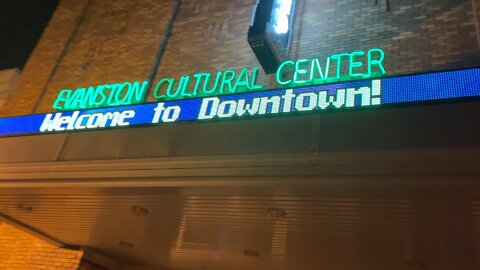 EVANSTON CULTURAL CENTER
Welcome to Downtown!